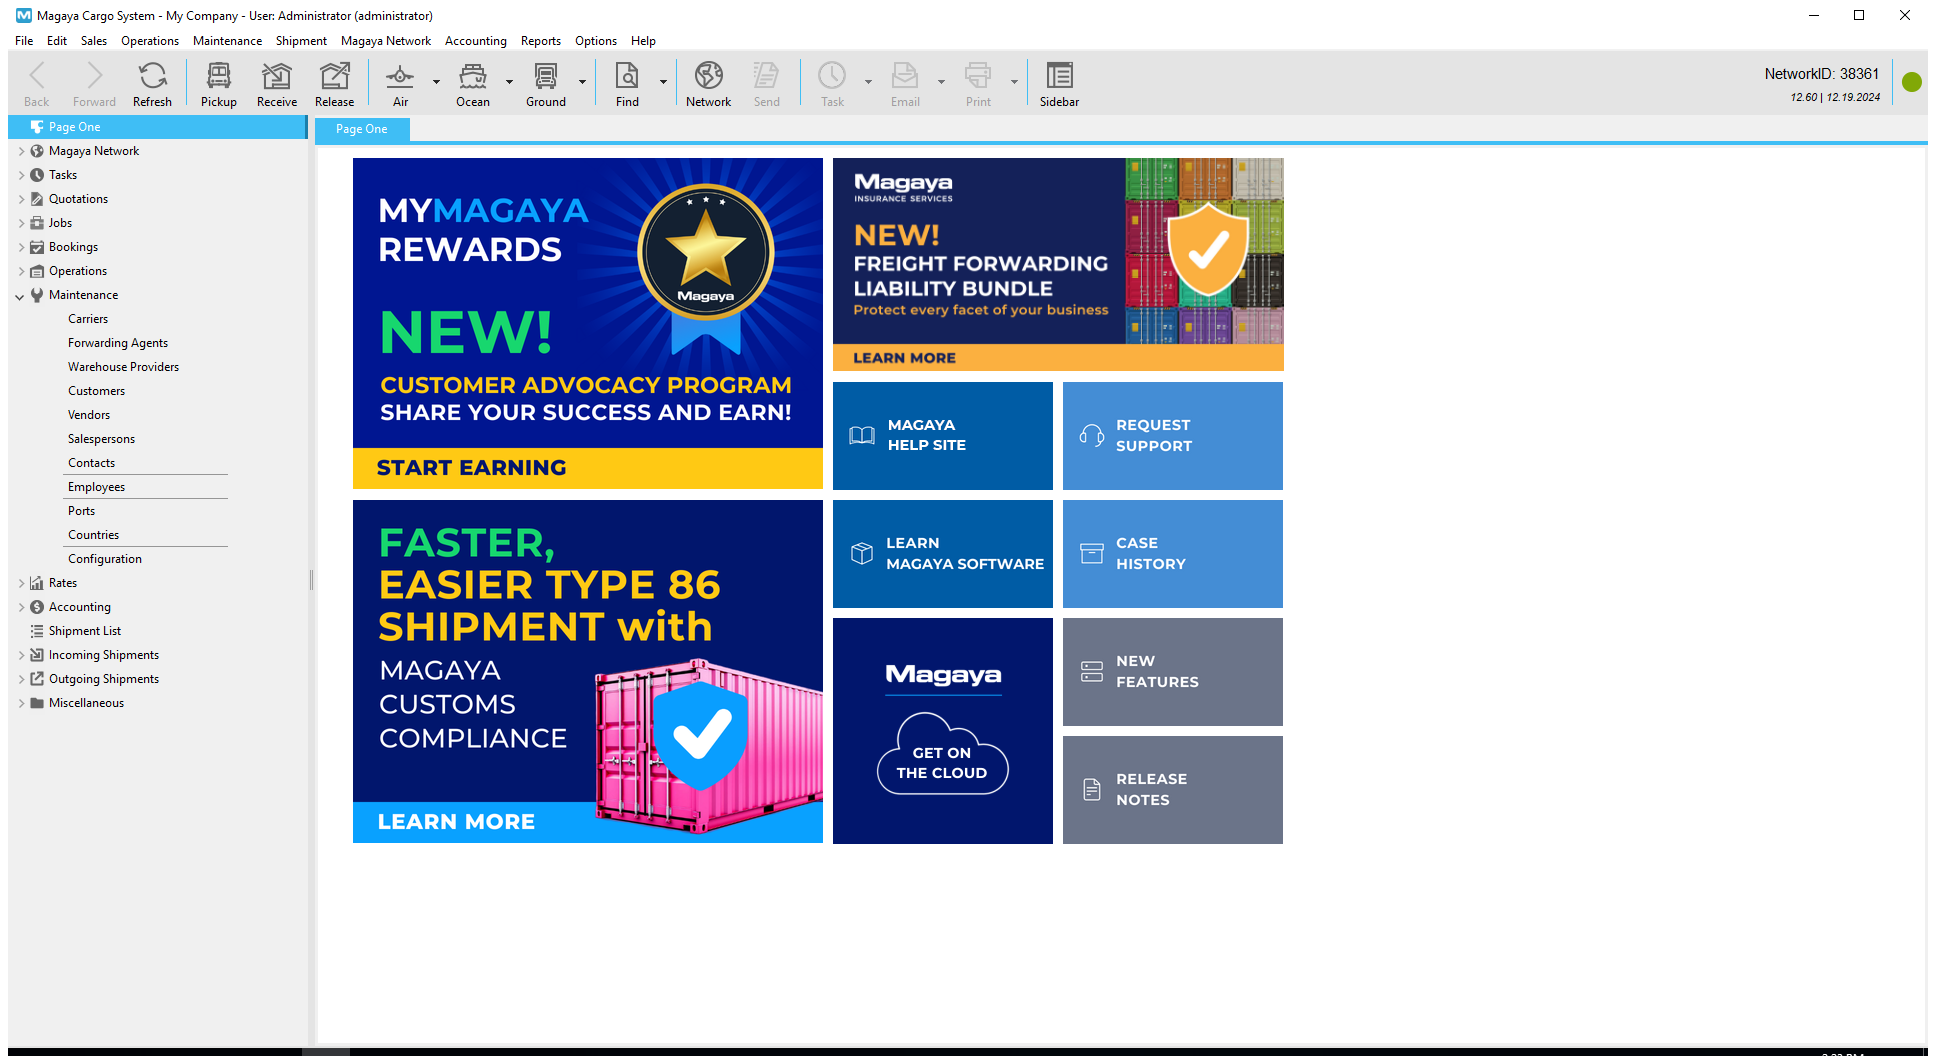 Magaya Cargo System - My Company - User: Administrator (administrator)
File Edit Sales Operations Maintenance Shipment Magaya Network Accounting Reports Options Help
Back Forward Refresh Pickup Receive Release Air Ocean Ground Find Network Send Task Email Print Sidebar
NetworkID: 38361
12.60 | 12.19.2024
Page One
Magaya Network
Tasks
Quotations
Jobs
Bookings
Operations
Maintenance
Carriers
Forwarding Agents
Warehouse Providers
Customers
Vendors
Salespersons
Contacts
Employees
Ports
Countries
Configuration
Rates
Accounting
Shipment List
Incoming Shipments
Outgoing Shipments
Miscellaneous
Page One
MYMAGAYA
REWARDS
Magaya
NEW!
CUSTOMER ADVOCACY PROGRAM
SHARE YOUR SUCCESS AND EARN!
START EARNING
Magaya
INSURANCE SERVICES
NEW!
FREIGHT FORWARDING
LIABILITY BUNDLE
Protect every facet of your business
LEARN MORE
MAGAYA
HELP SITE
REQUEST
SUPPORT
FASTER,
EASIER TYPE 86
SHIPMENT with
MAGAYA
CUSTOMS
COMPLIANCE
LEARN MORE
LEARN
MAGAYA SOFTWARE
CASE
HISTORY
Magaya
GET ON
THE CLOUD
NEW
FEATURES
RELEASE
NOTES